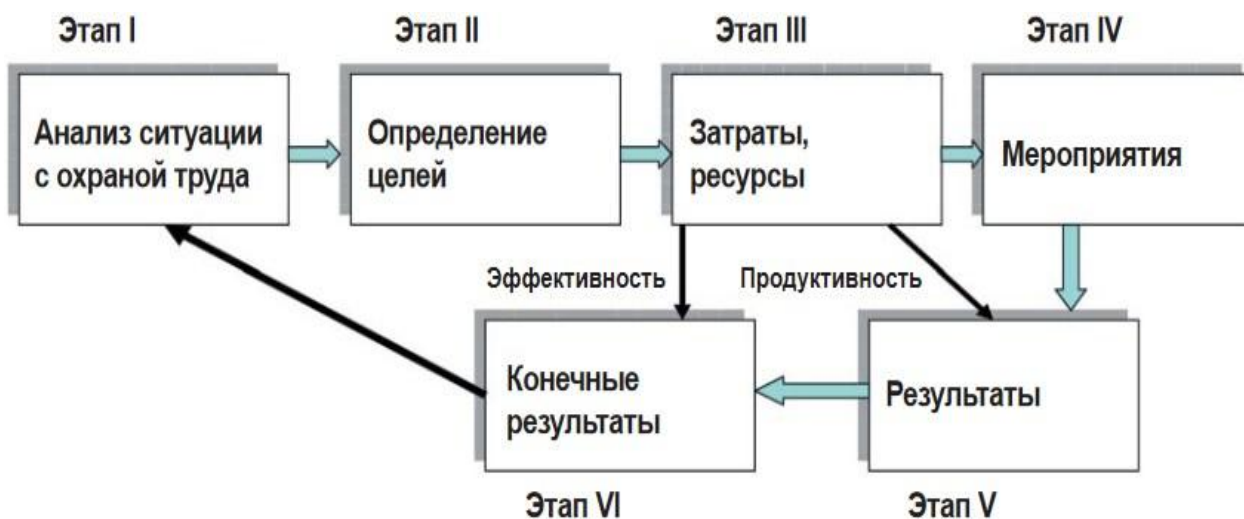 Этап I
Этап II
Этап III
Этап IV
Анализ ситуации
с охраной труда
Определение
целей
Затраты,
ресурсы
Мероприятия
Эффективность
Продуктивность
Конечные
результаты
Результаты
Этап VI
Этап V